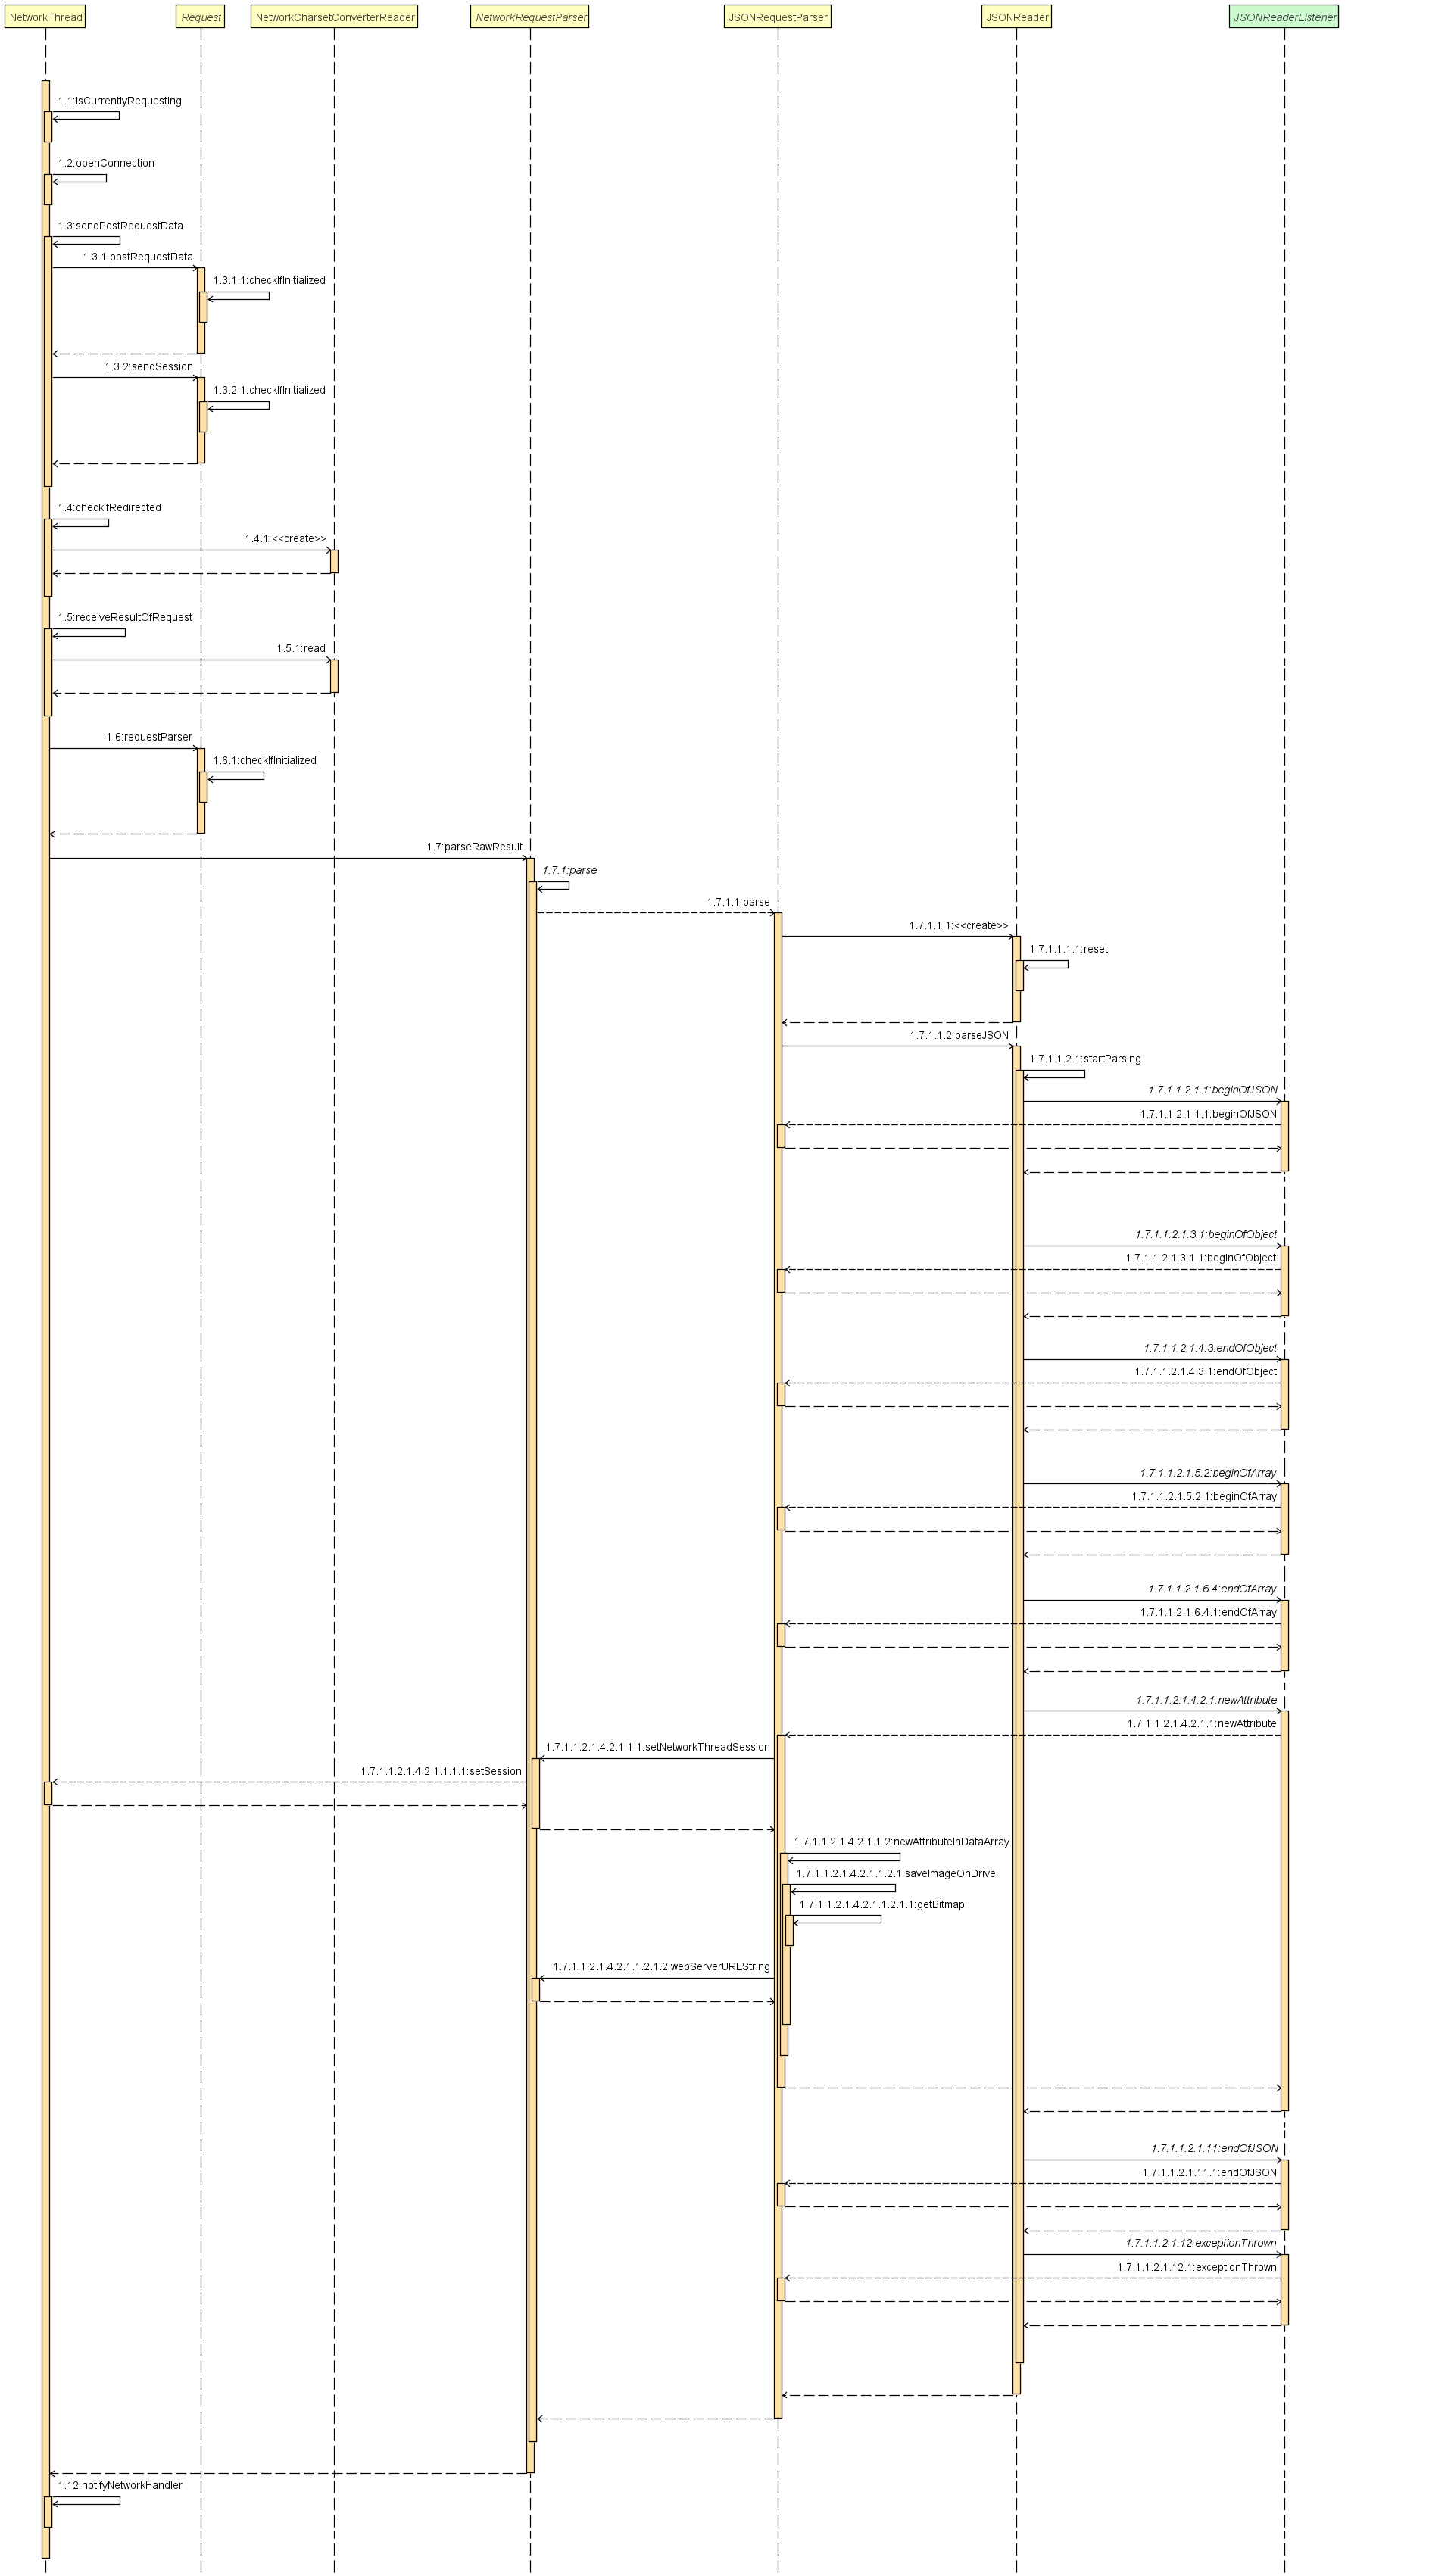 NetworkThread
Request
NetworkCharsetConverterReader
NetworkRequestParser
JSONRequestParser
JSONReader
JSONReaderListener
1.1:isCurrentlyRequesting
1.2:openConnection
1.3:sendPostRequestData
1.3.1:postRequestData
1.3.1.1:checkIfInitialized
1.3.2:sendSession
1.3.2.1:checkIfInitialized
1.4:checkIfRedirected
1.4.1:<<create>>
1.5:receiveResultOfRequest
1.5.1:read
1.6:requestParser
1.6.1:checkIfInitialized
1.7:parseRawResult
1.7.1:parse
1.7.1.1:parse
1.7.1.1.1:<<create>>
1.7.1.1.1.1:reset
1.7.1.1.2:parseJSON
1.7.1.1.2.1:startParsing
1.7.1.1.2.1.1:beginOfJSON
1.7.1.1.2.1.1.1:beginOfJSON
1.7.1.1.2.1.3.1:beginOfObject
1.7.1.1.2.1.3.1.1:beginOfObject
1.7.1.1.2.1.4.3:endOfObject
1.7.1.1.2.1.4.3.1:endOfObject
1.7.1.1.2.1.5.2:beginOfArray
1.7.1.1.2.1.5.2.1:beginOfArray
1.7.1.1.2.1.6.4:endOfArray
1.7.1.1.2.1.6.4.1:endOfArray
1.7.1.1.2.1.4.2.1:newAttribute
1.7.1.1.2.1.4.2.1.1:newAttribute
1.7.1.1.2.1.4.2.1.1.1:setNetworkThreadSession
1.7.1.1.2.1.4.2.1.1.1.1:setSession
1.7.1.1.2.1.4.2.1.1.2:newAttributeInDataArray
1.7.1.1.2.1.4.2.1.1.2.1:saveImageOnDrive
1.7.1.1.2.1.4.2.1.1.2.1.1:getBitmap
1.7.1.1.2.1.4.2.1.1.2.1.2:webServerURLString
1.7.1.1.2.1.11:endOfJSON
1.7.1.1.2.1.11.1:endOfJSON
1.7.1.1.2.1.12:exceptionThrown
1.7.1.1.2.1.12.1:exceptionThrown
1.12:notifyNetworkHandler